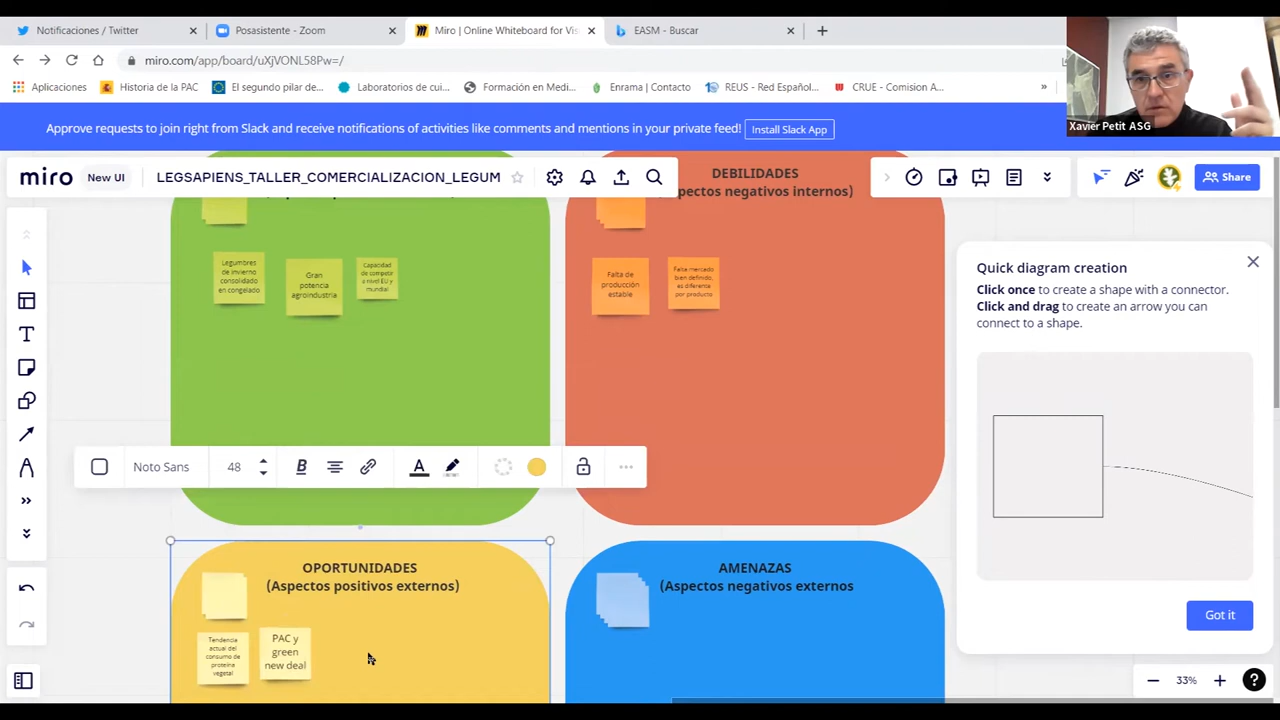 Notificaciones / Twitter
Posasistente - Zoom
Miro | Online Whiteboard for Vis
EASM - Buscar
miro.com/app/board/uXjVONL58Pw=/
Aplicaciones
Historia de la PAC
El segundo pilar de...
Laboratorios de cui...
Formación en Medi...
Enrama | Contacto
REUS - Red Español...
CRUE - Comision A...
»
Xavier Petit ASG
Approve requests to join right from Slack and receive notifications of activities like comments and mentions in your private feed!
Install Slack App
miro
New UI
LEGSAPIENS_TALLER_COMERCIALIZACION_LEGUM
Share
DEBILIDADES
pectos negativos internos)
Legumbres
de invierno
consolidado
en congelado
Gran
potencia
agroindustria
Capacidad
de competir
a nivel EU y
mundial
Falta de
producción
estable
Falta mercado
bien definido,
es diferente
por producto
Quick diagram creation
Click once to create a shape with a connector.
Click and drag to create an arrow you can
connect to a shape.
Got it
Noto Sans
48
B
A
OPORTUNIDADES
(Aspectos positivos externos)
Tendencia
actual del
consumo de
proteína
vegetal
PAC y
green
new deal
AMENAZAS
(Aspectos negativos externos
33%